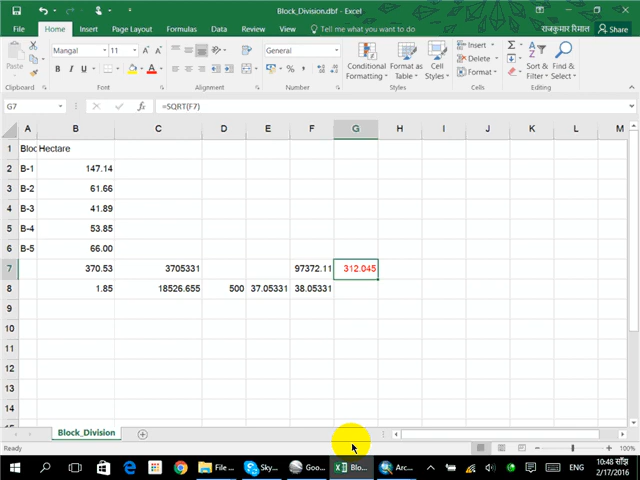 Block_Division.dbf - Excel
File Home Insert Page Layout Formulas Data Review View Tell me what you want to do राजकुमार रिमाल Share
Mangal 11 General
Paste B I U Conditional Formatting Format as Table Cell Styles Insert Delete Format Sort & Filter Find & Select
Clipboard Font Alignment Number Styles Cells Editing
G7 fx =SQRT(F7)
A B C D E F G H I J K L M
1 Bloc Hectare
2 B-1 147.14
3 B-2 61.66
4 B-3 41.89
5 B-4 53.85
6 B-5 66.00
7 370.53 3705331 97372.11 312.045
8 1.85 18526.655 500 37.05331 38.05331
9
10
11
12
13
14
15
Block_Division
Ready 100%
File ... Sky... Goo... Blo... Arc... ENG 10:48 साँझ
2/17/2016